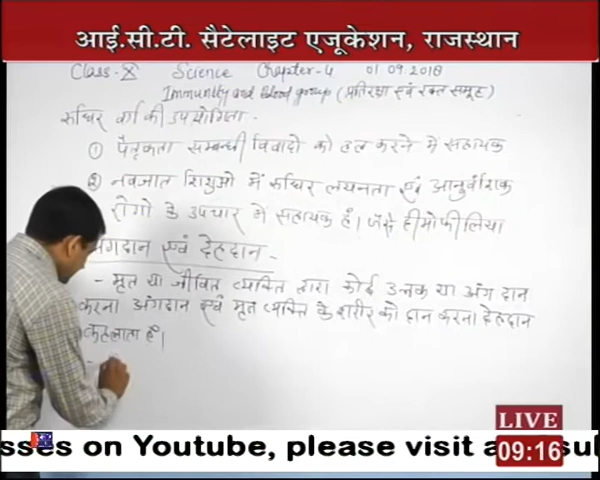 आई.सी.टी. सैटेलाइट एजूकेशन, राजस्थान
Class-X Science Chapter-4 01.09.2018
Immunity and Blood group (प्रतिरक्षा एवं रक्त समूह)
रुधिर वर्ग की उपयोगिता -
① पैतृकता सम्बन्धी विवादो को हल करने में सहायक
② नवजात शिशुओ में रुधिर लयनता एवं आनुवंशिक
रोगो के उपचार में सहायक है। जैसे हीमोफीलिया
अंगदान एवं देहदान -
- मृत या जीवित व्यक्ति द्वारा कोई उत्तक या अंग दान
करना अंगदान एवं मृत व्यक्ति के शरीर को दान करना देहदान
कहलाता है।
sses on Youtube, please visit a
LIVE
09:16